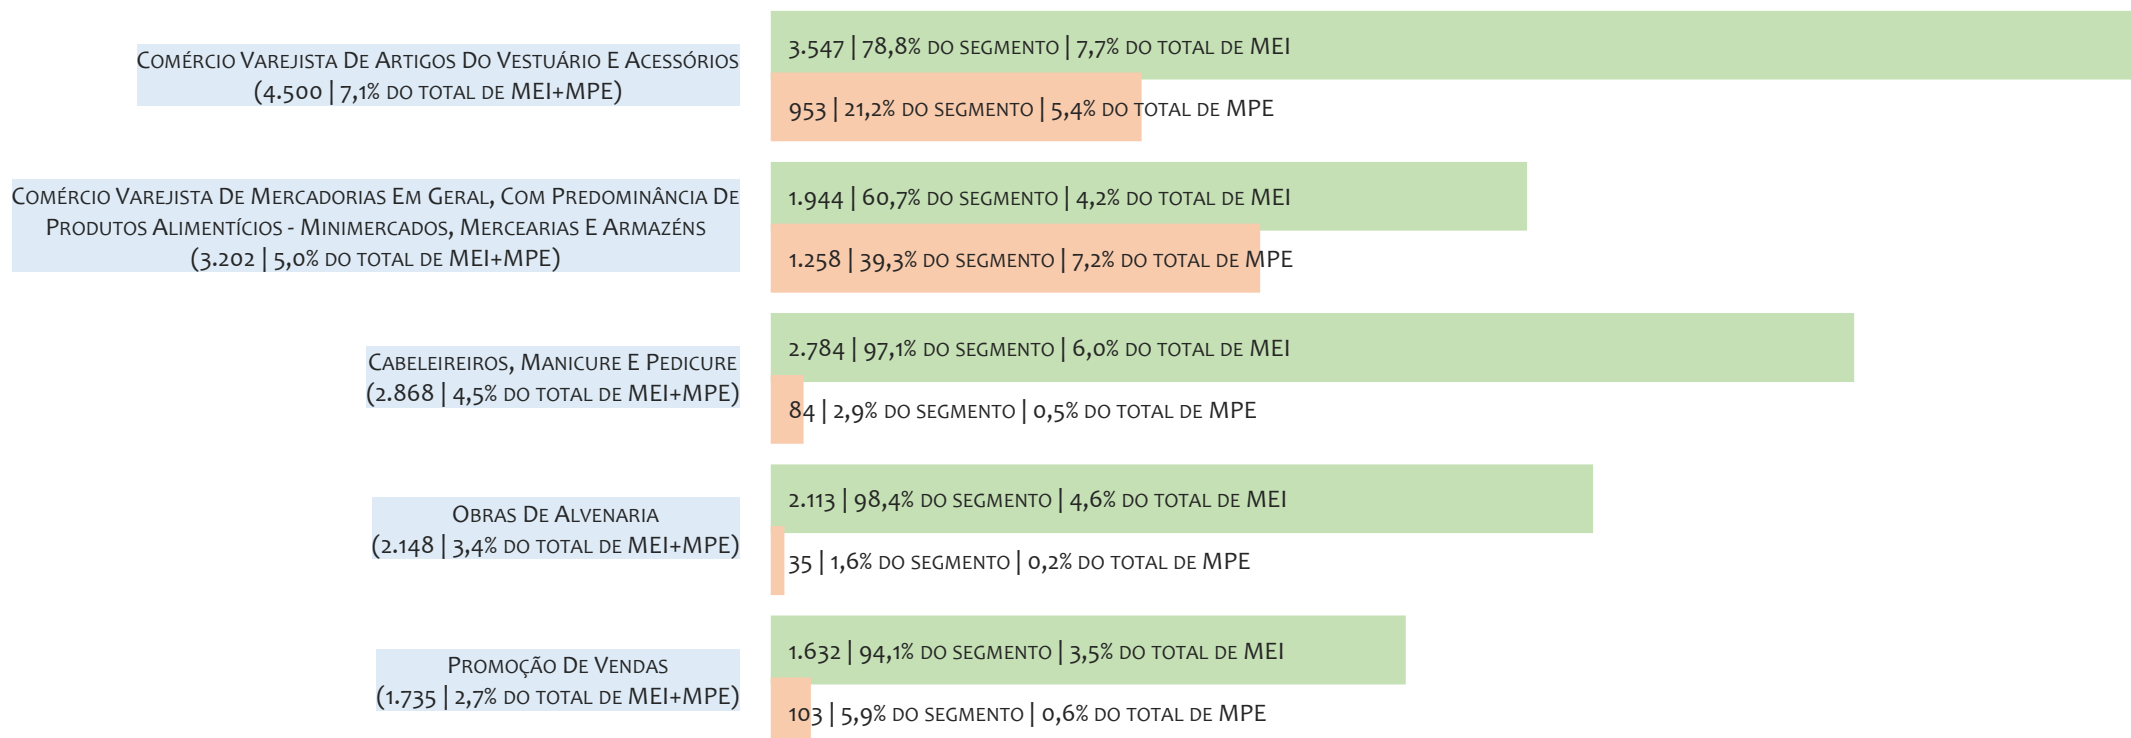 Comércio Varejista De Artigos Do Vestuário E Acessórios
(4.500 | 7,1% do total de MEI+MPE)
3.547 | 78,8% do segmento | 7,7% do total de MEI
953 | 21,2% do segmento | 5,4% do total de MPE
Comércio Varejista De Mercadorias Em Geral, Com Predominância De
Produtos Alimentícios - Minimercados, Mercearias E Armazéns
(3.202 | 5,0% do total de MEI+MPE)
1.944 | 60,7% do segmento | 4,2% do total de MEI
1.258 | 39,3% do segmento | 7,2% do total de MPE
Cabeleireiros, Manicure E Pedicure
(2.868 | 4,5% do total de MEI+MPE)
2.784 | 97,1% do segmento | 6,0% do total de MEI
84 | 2,9% do segmento | 0,5% do total de MPE
Obras De Alvenaria
(2.148 | 3,4% do total de MEI+MPE)
2.113 | 98,4% do segmento | 4,6% do total de MEI
35 | 1,6% do segmento | 0,2% do total de MPE
Promoção De Vendas
(1.735 | 2,7% do total de MEI+MPE)
1.632 | 94,1% do segmento | 3,5% do total de MEI
103 | 5,9% do segmento | 0,6% do total de MPE